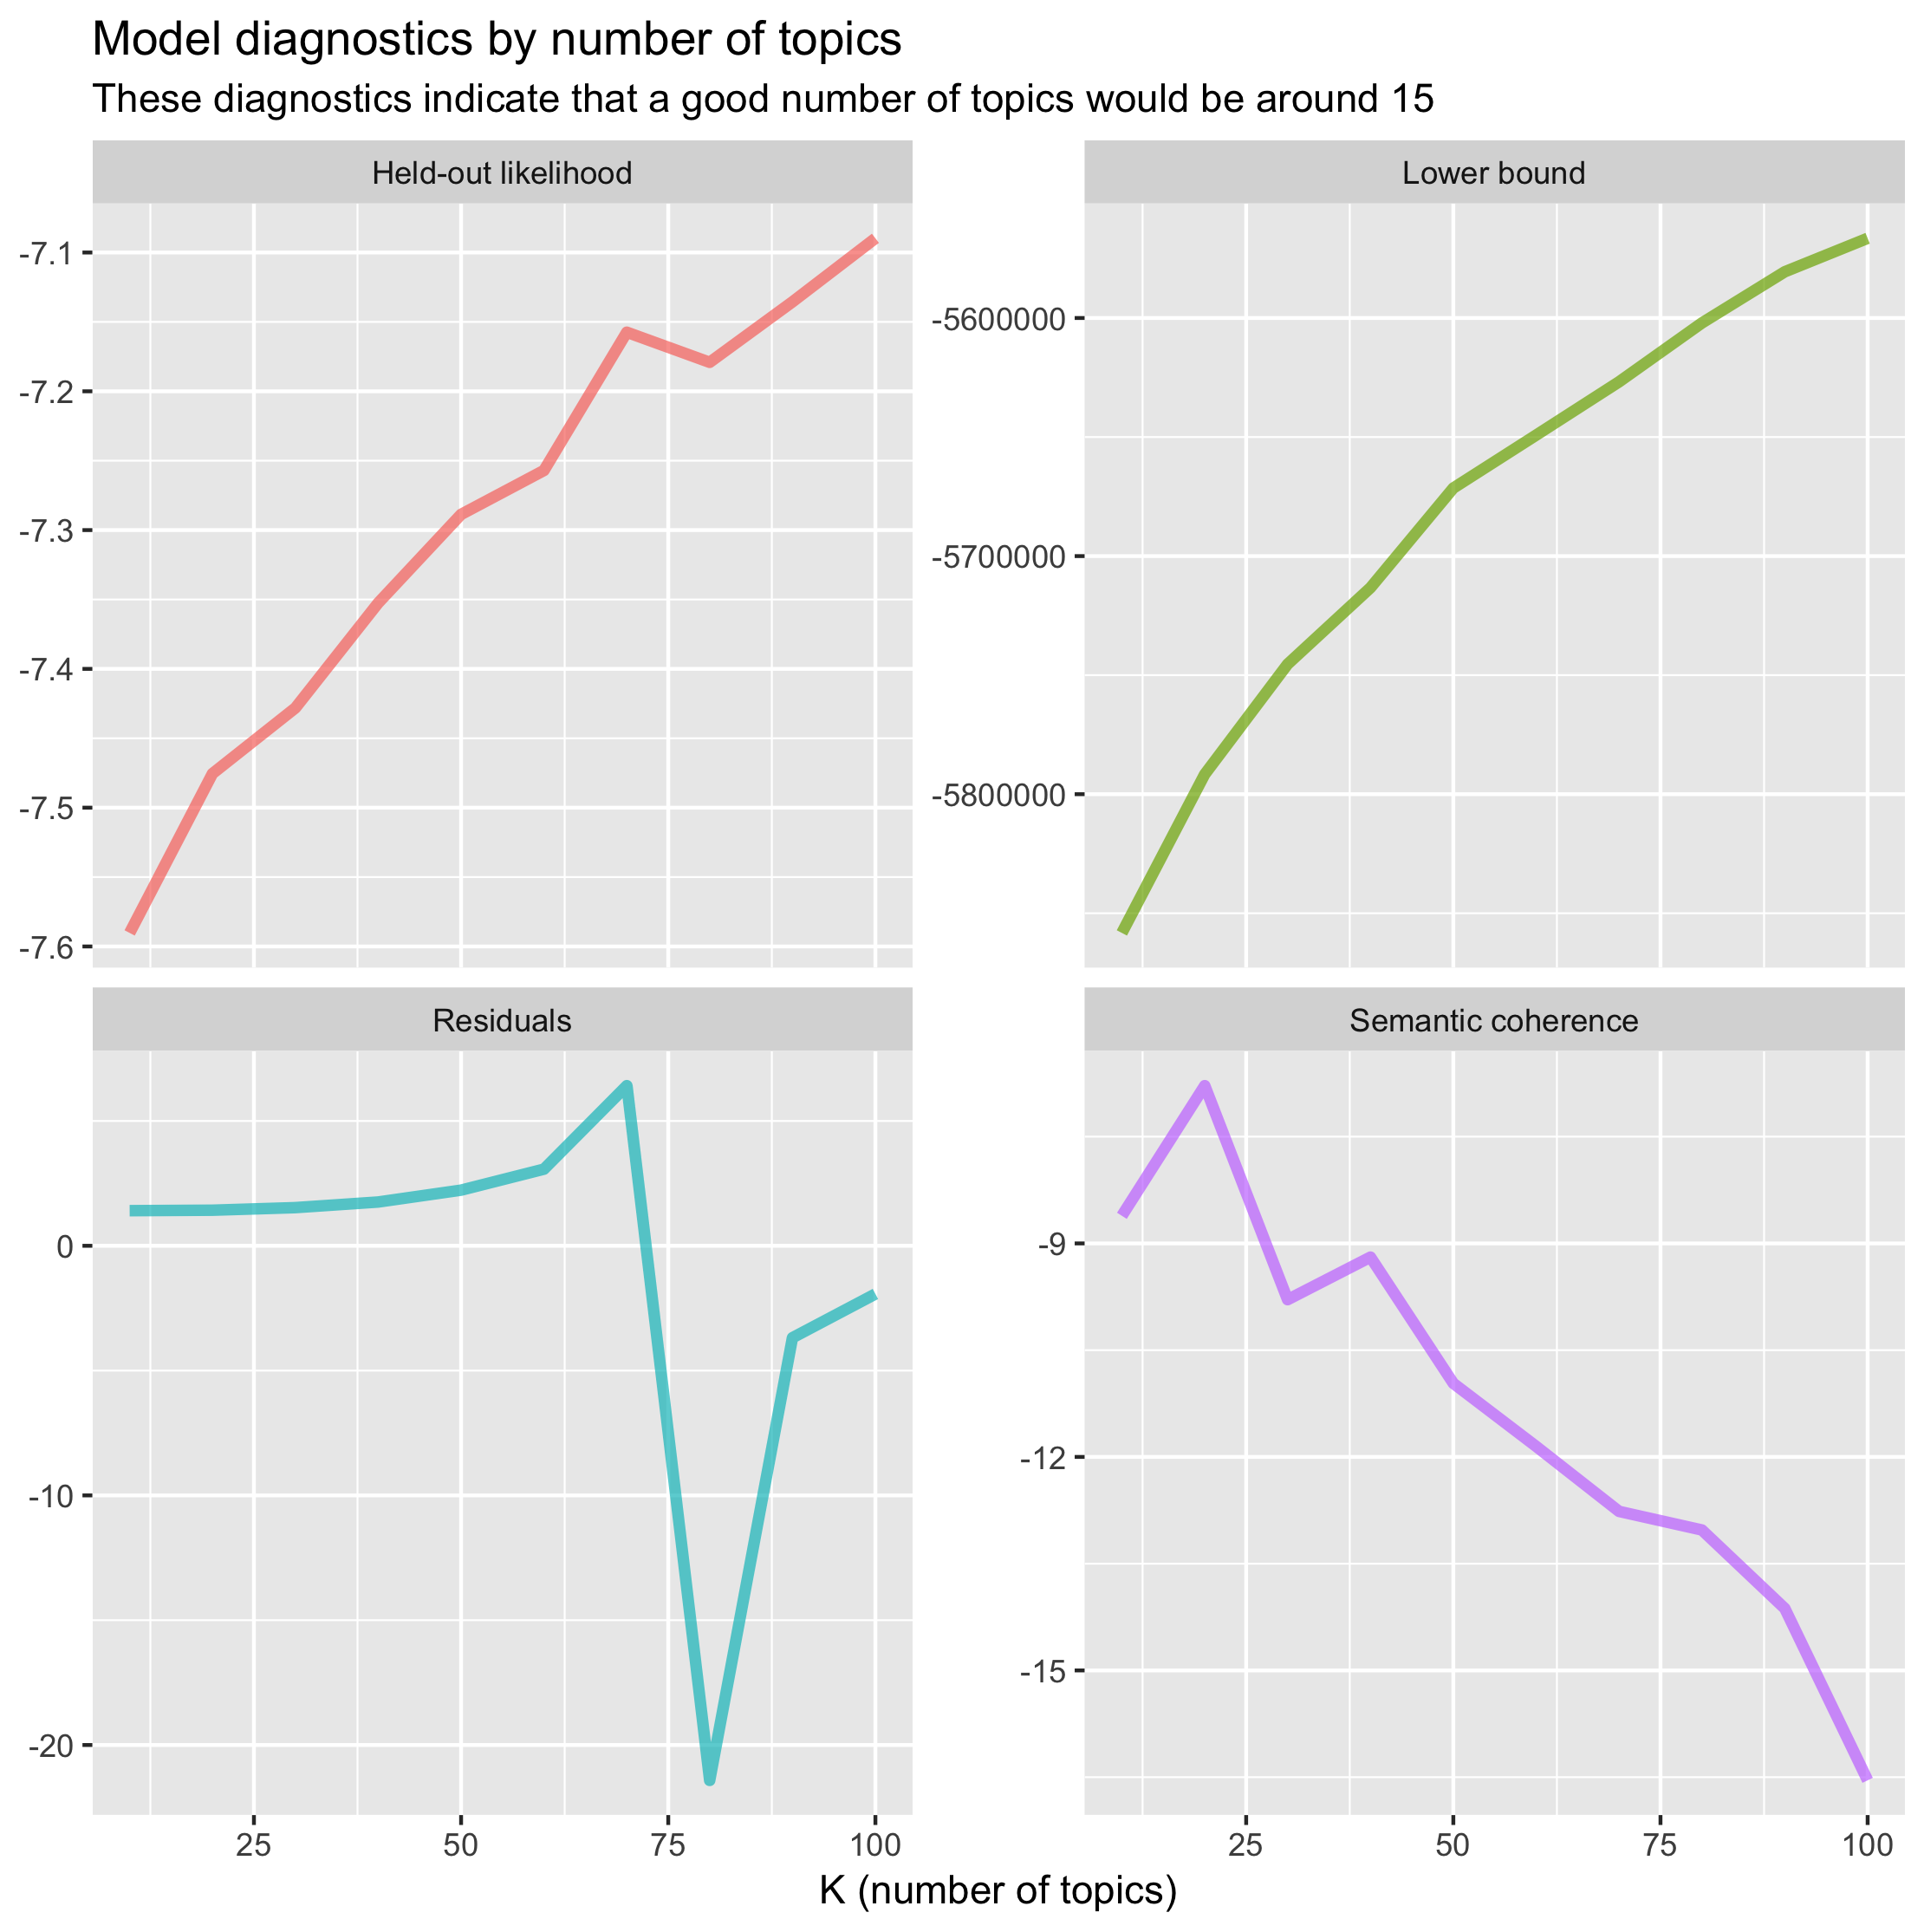 Model diagnostics by number of topics
These diagnostics indicate that a good number of topics would be around 15
Held-out likelihood
-7.1
-7.2
-7.3
-7.4
-7.5
-7.6
Lower bound
-5600000
-5700000
-5800000
Residuals
0
-10
-20
25 50 75 100
Semantic coherence
-9
-12
-15
25 50 75 100
K (number of topics)